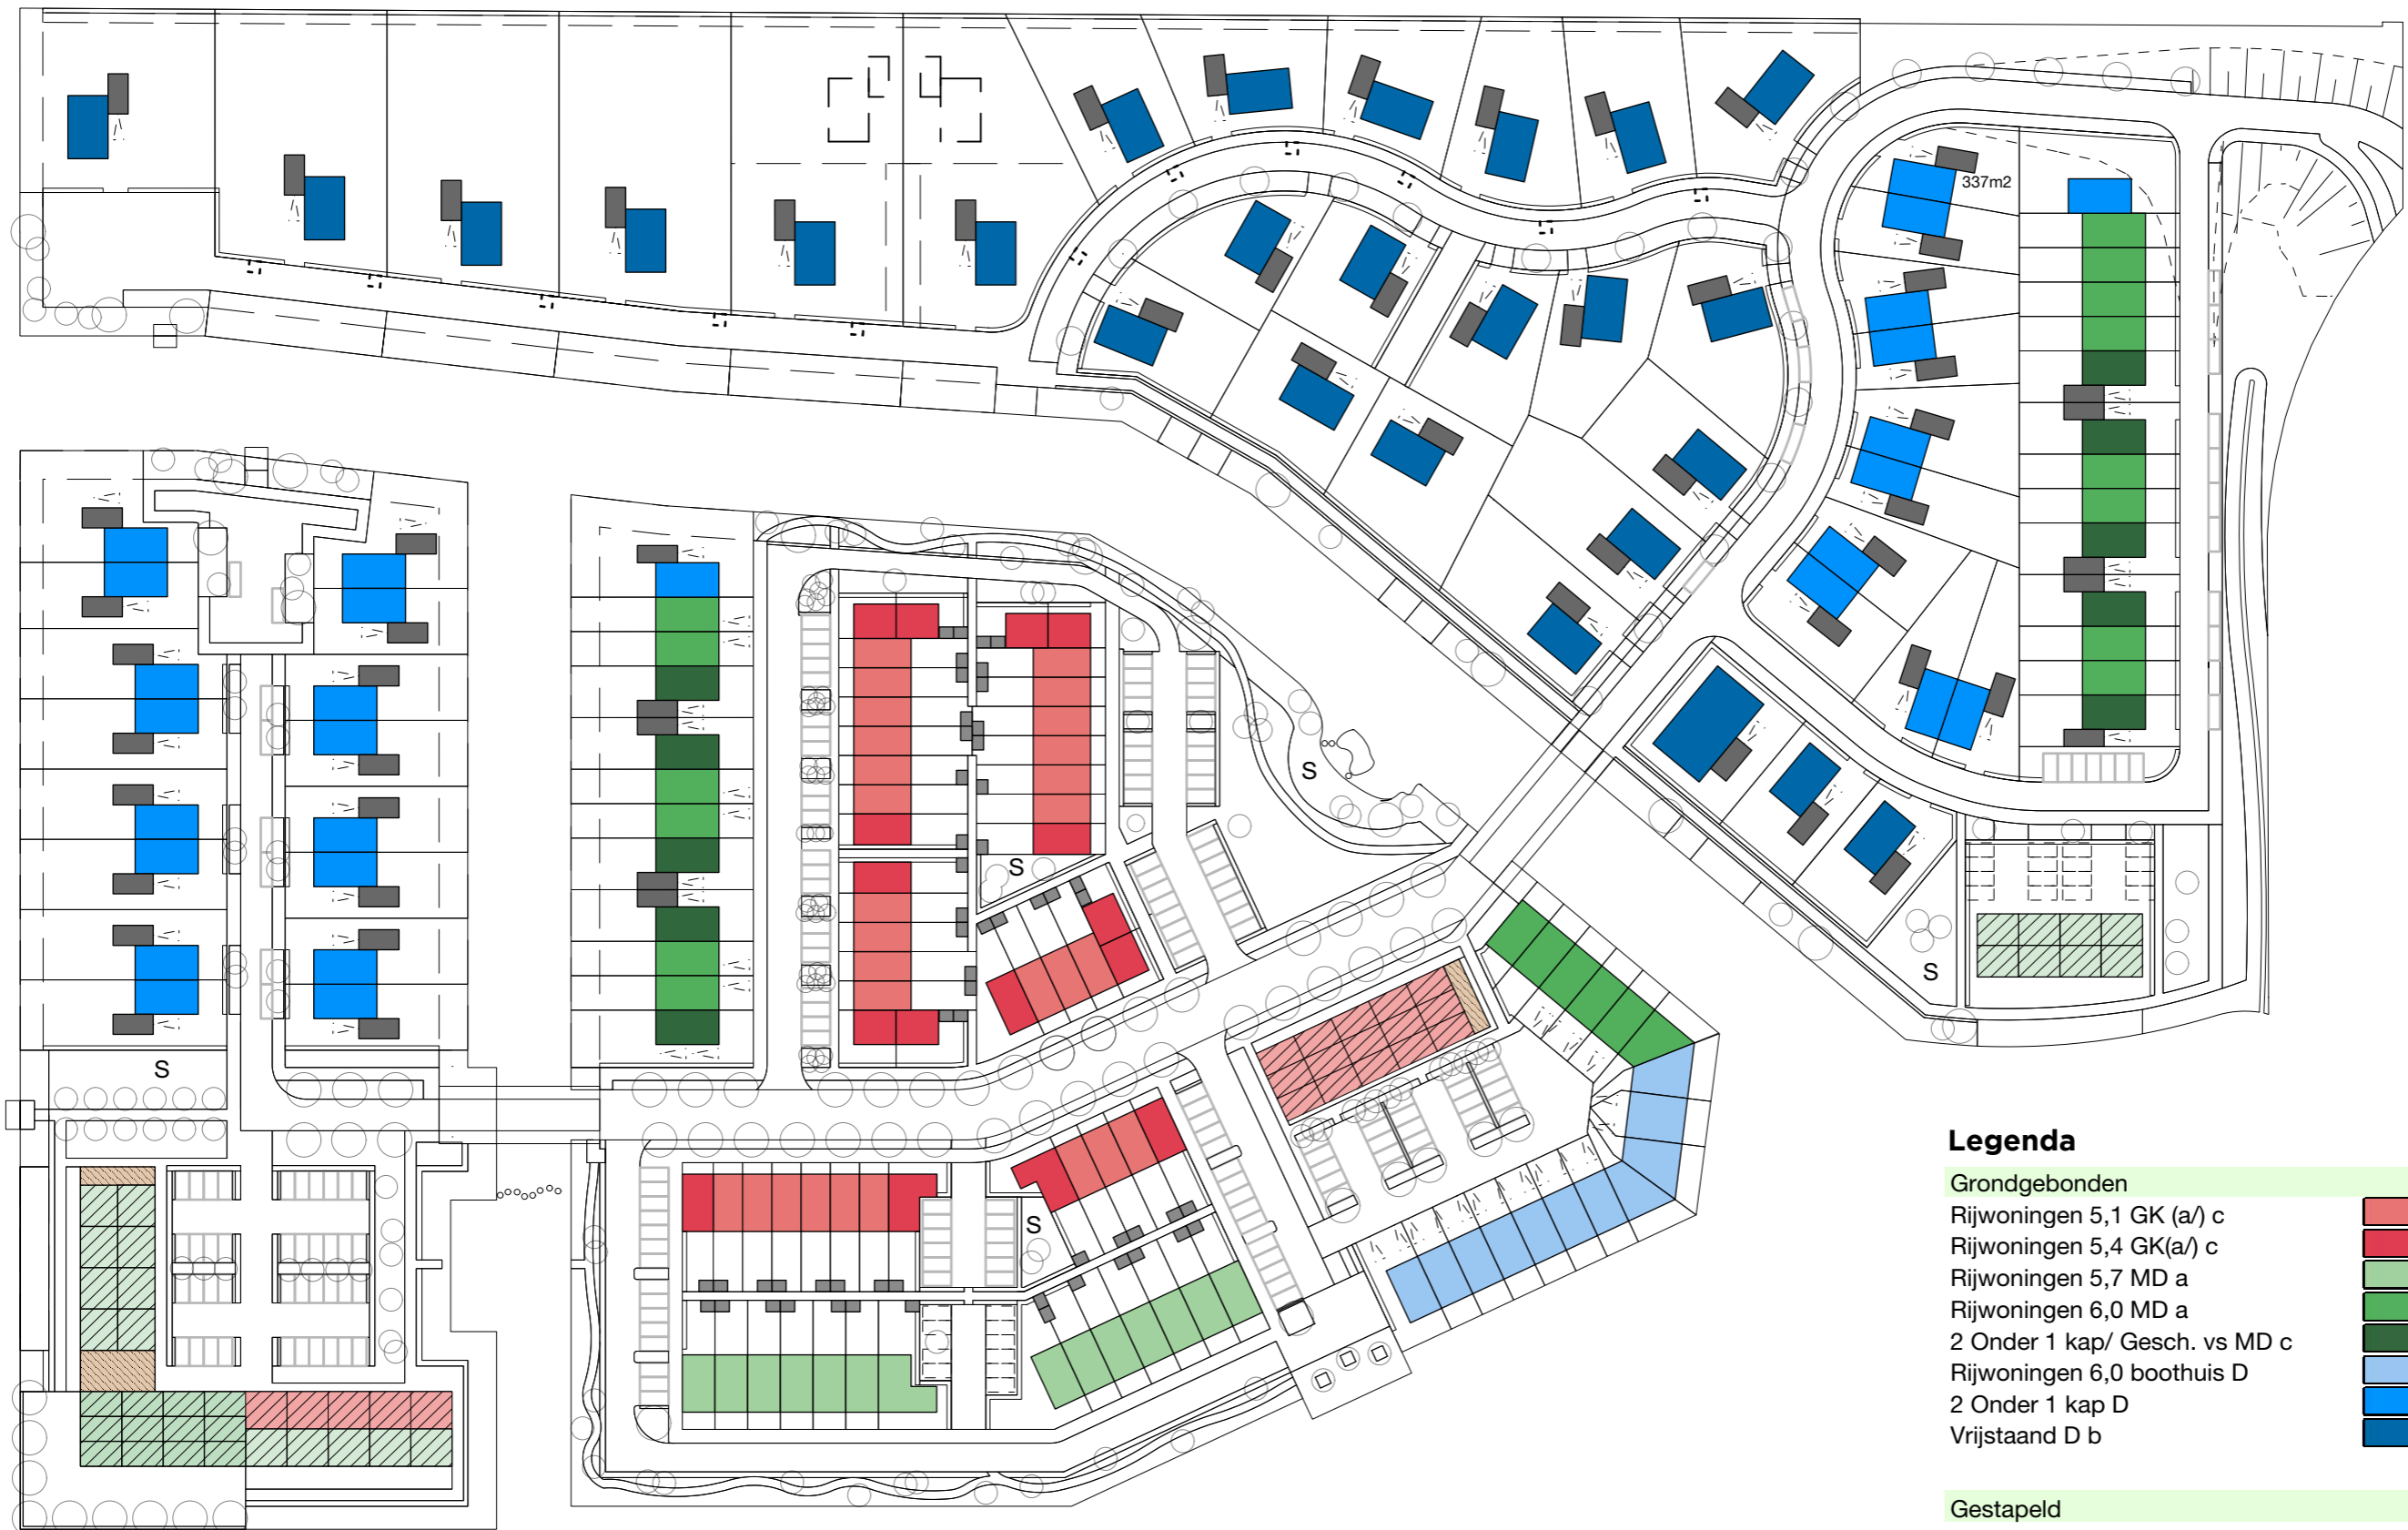 337m2
S
S
S
S
S
Legenda
Grondgebonden
Rijwoningen 5,1 GK (a/) c
Rijwoningen 5,4 GK(a/) c
Rijwoningen 5,7 MD a
Rijwoningen 6,0 MD a
2 Onder 1 kap/ Gesch. vs MD c
Rijwoningen 6,0 boothuis D
2 Onder 1 kap D
Vrijstaand D b
Gestapeld